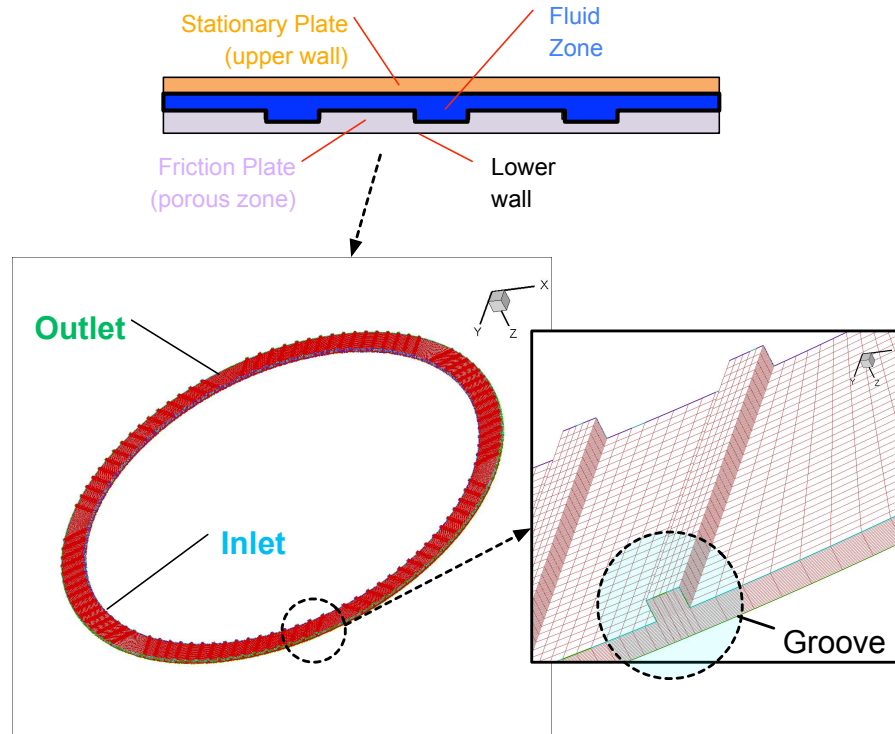 Stationary Plate
(upper wall)
Fluid
Zone
Friction Plate
(porous zone)
Lower
wall
Outlet
Inlet
X
Y
Z
Y
Z
Groove